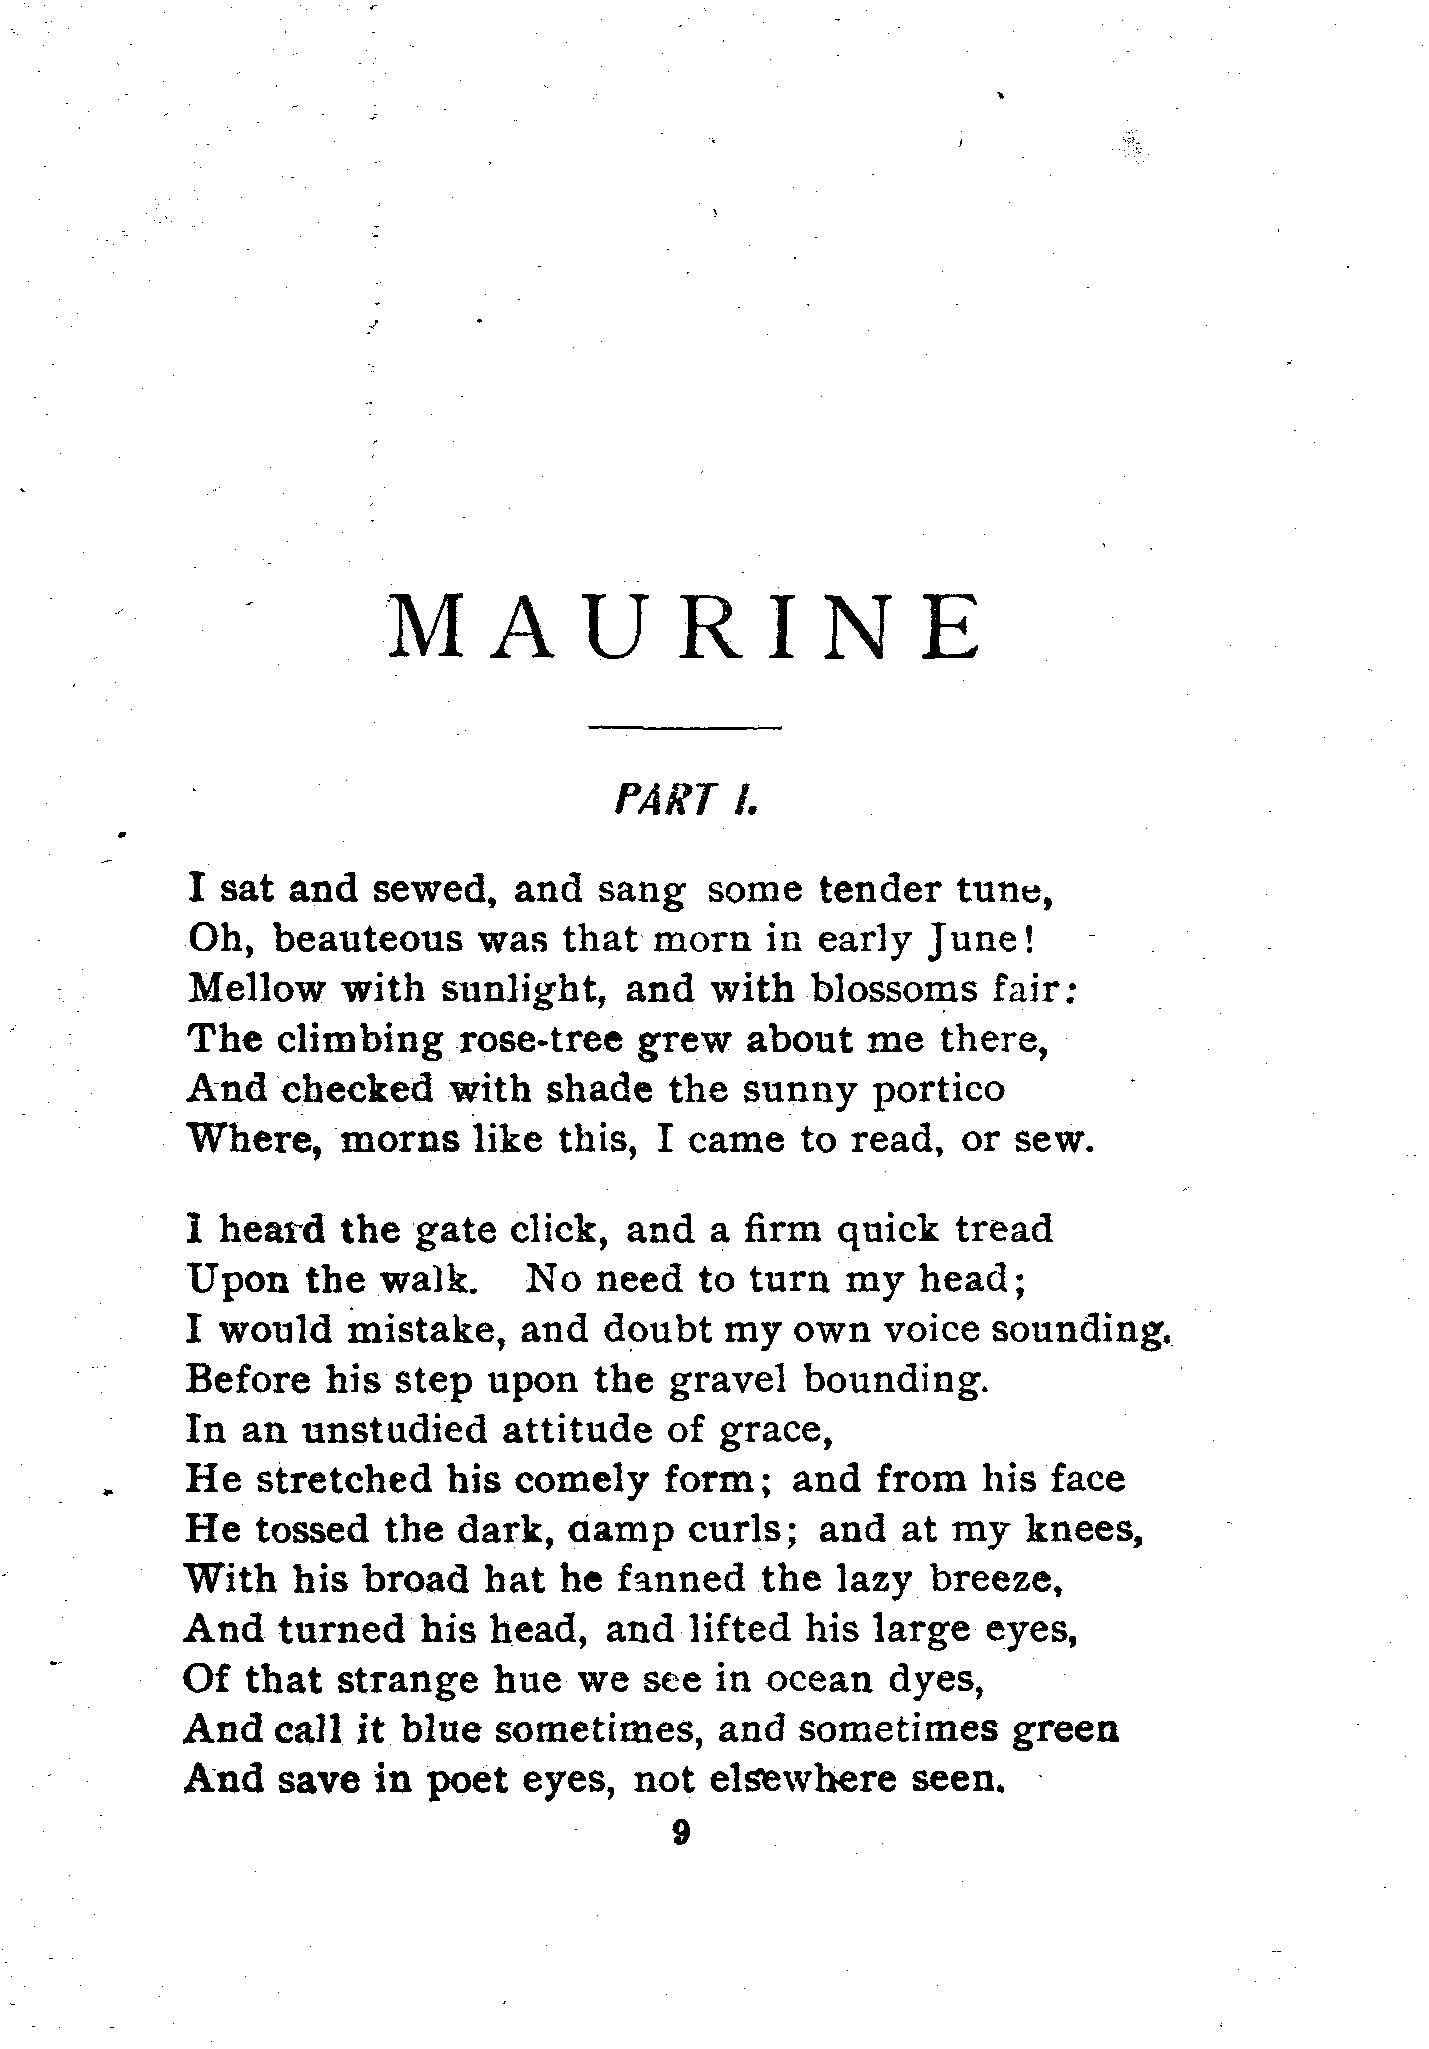 MAURINE
PART I.
I sat and sewed, and sang some tender tune,
Oh, beauteous was that morn in early June!
Mellow with sunlight, and with blossoms fair:
The climbing rose-tree grew about me there,
And checked with shade the sunny portico
Where, morns like this, I came to read, or sew.
I heard the gate click, and a firm quick tread
Upon the walk. No need to turn my head;
I would mistake, and doubt my own voice sounding.
Before his step upon the gravel bounding.
In an unstudied attitude of grace,
He stretched his comely form; and from his face
He tossed the dark, damp curls; and at my knees,
With his broad hat he fanned the lazy breeze,
And turned his head, and lifted his large eyes,
Of that strange hue we see in ocean dyes,
And call it blue sometimes, and sometimes green
And save in poet eyes, not elsewhere seen.
9